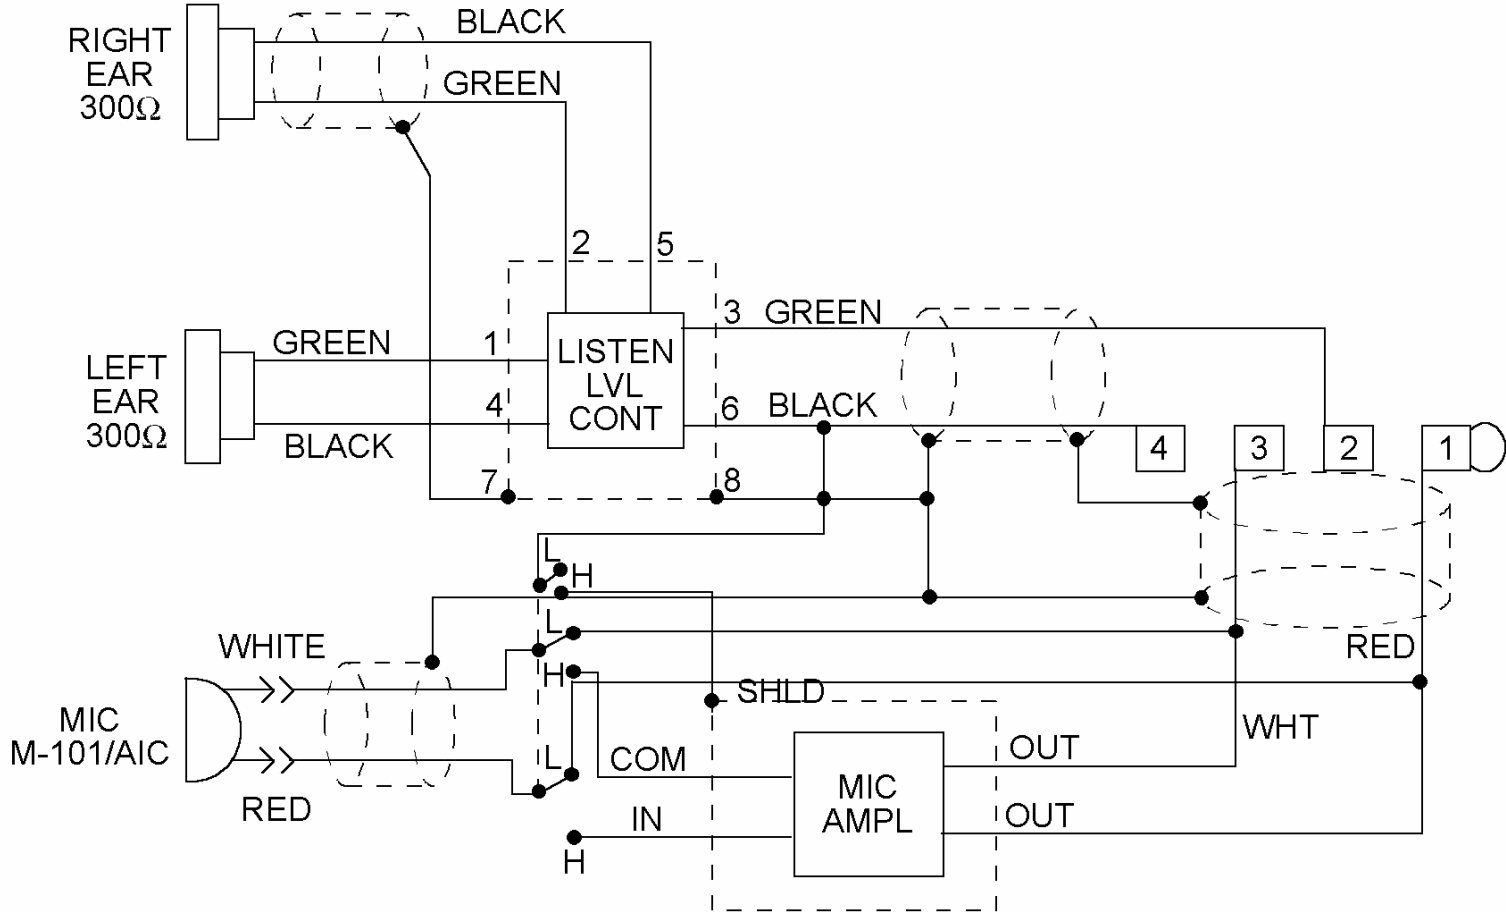 BLACK
RIGHT
EAR
300Ω
GREEN
2
5
3
GREEN
GREEN
1
LISTEN
LVL
CONT
LEFT
EAR
300Ω
4
6
BLACK
BLACK
4
3
2
1
7
8
L
H
L
WHITE
RED
H
SHLD
MIC
M-101/AIC
WHT
L
COM
OUT
MIC
AMPL
RED
IN
OUT
H